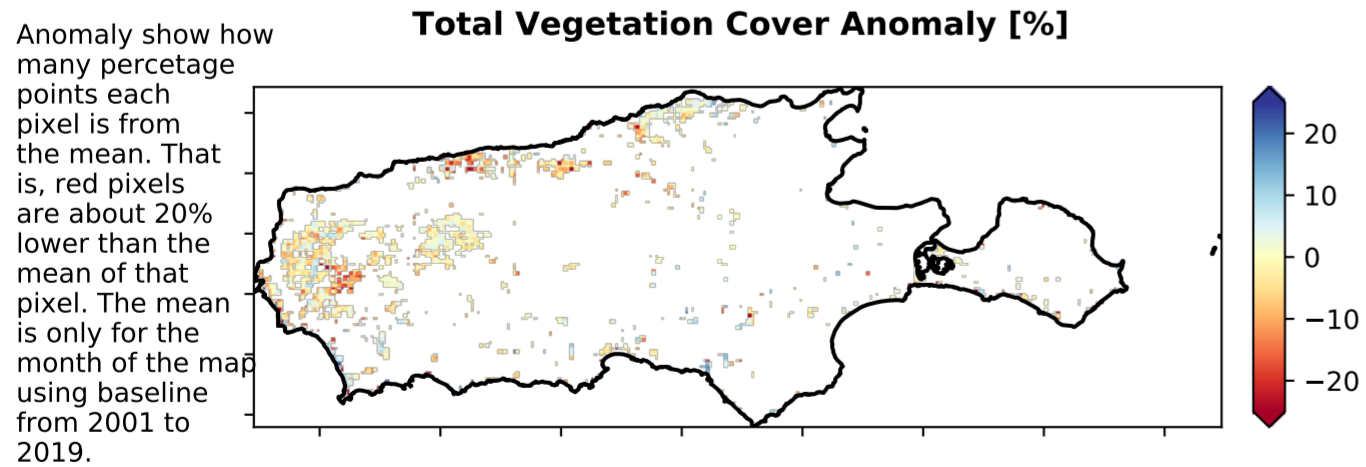 Total Vegetation Cover Anomaly [%]
Anomaly show how
many percetage
points each
pixel is from
the mean. That
is, red pixels
are about 20%
lower than the
mean of that
pixel. The mean
is only for the
month of the map
using baseline
from 2001 to
2019.
20
10
0
−10
−20